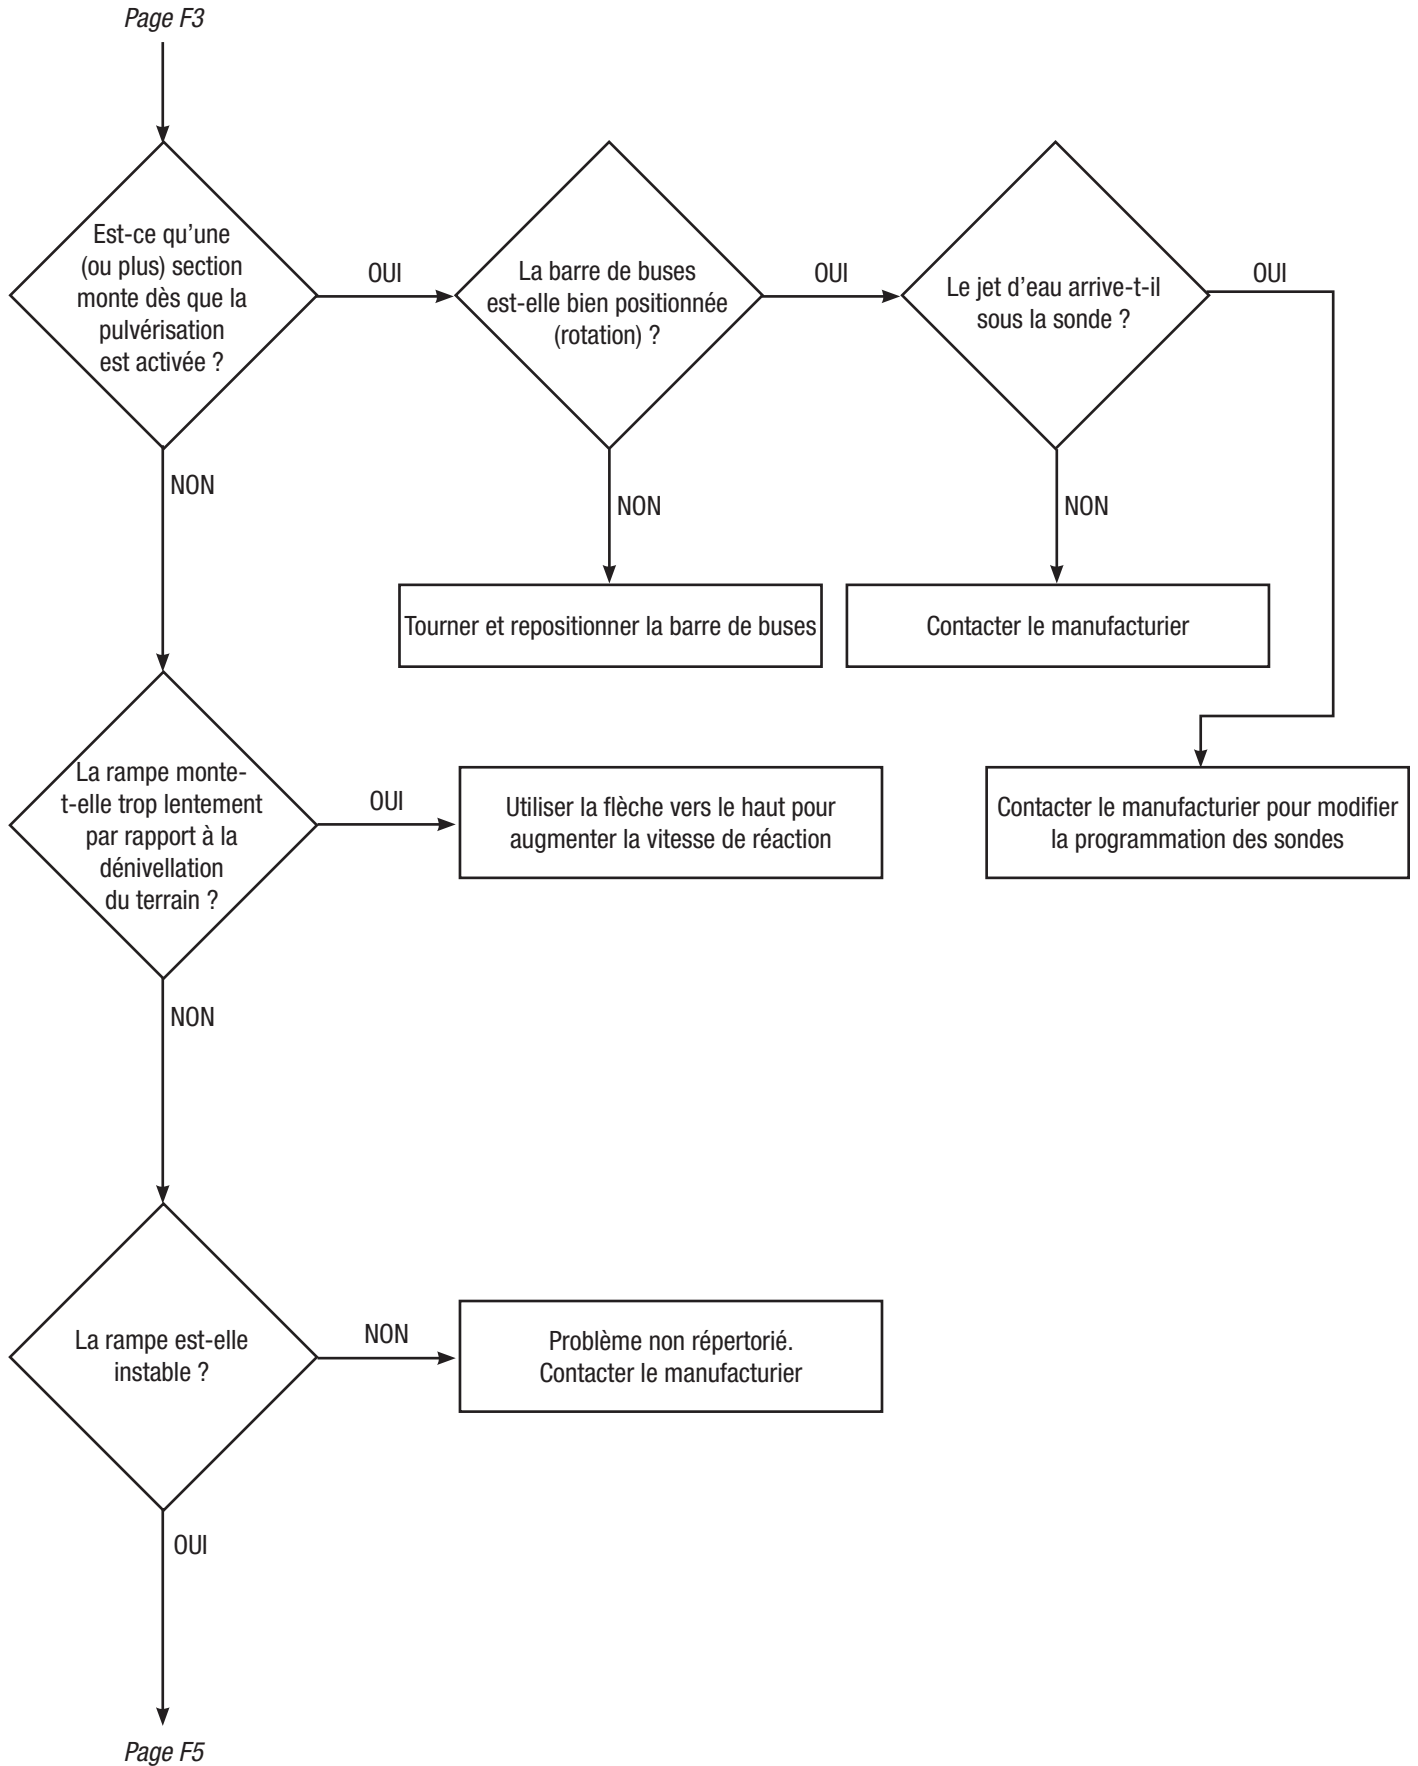 Page F3
Est-ce qu’une
(ou plus) section
monte dès que la
pulvérisation
est activée ?
OUI
La barre de buses
est-elle bien positionnée
(rotation) ?
OUI
Le jet d’eau arrive-t-il
sous la sonde ?
OUI
NON
NON
NON
Tourner et repositionner la barre de buses
Contacter le manufacturier
La rampe monte-
t-elle trop lentement
par rapport à la
dénivellation
du terrain ?
OUI
Utiliser la flèche vers le haut pour
augmenter la vitesse de réaction
Contacter le manufacturier pour modifier
la programmation des sondes
NON
La rampe est-elle
instable ?
NON
Problème non répertorié.
Contacter le manufacturier
OUI
Page F5